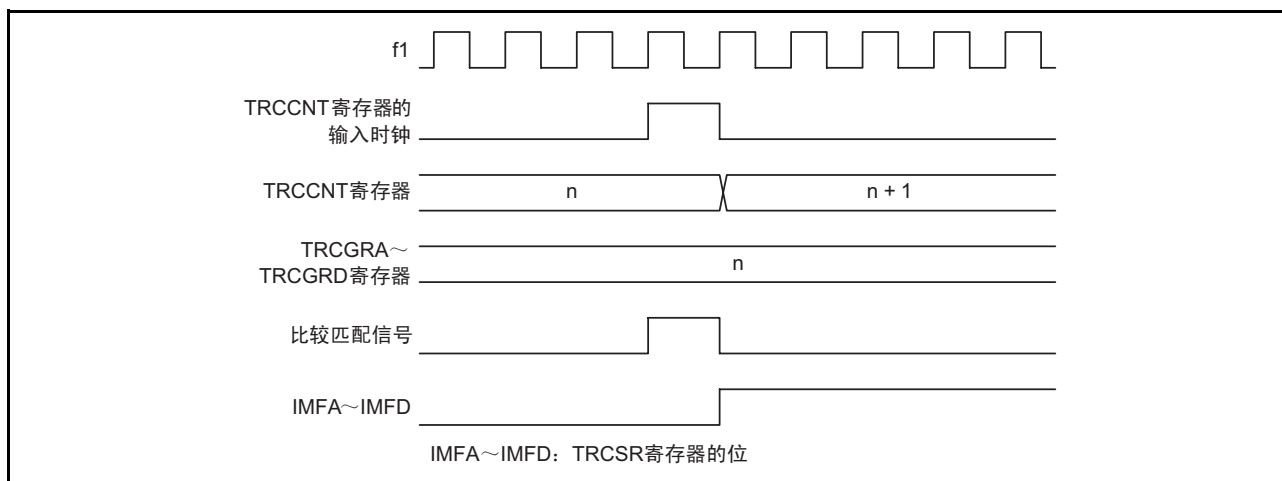 f1
TRCCNT寄存器的
输入时钟
TRCCNT寄存器
n
n + 1
TRCGRA～
TRCGRD寄存器
n
比较匹配信号
IMFA～IMFD
IMFA～IMFD：TRCSR寄存器的位